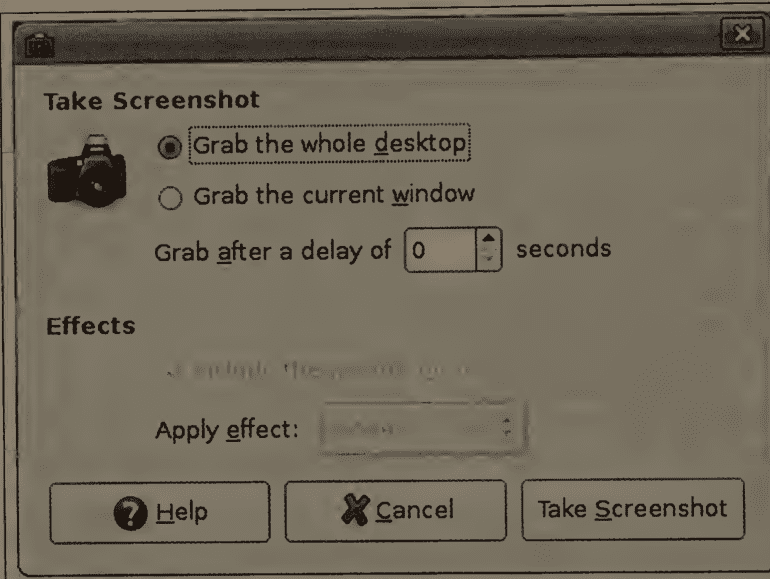 Take Screenshot
Grab the whole desktop
Grab the current window
Grab after a delay of 0 seconds
Effects
Apply effect:
Help Cancel Take Screenshot